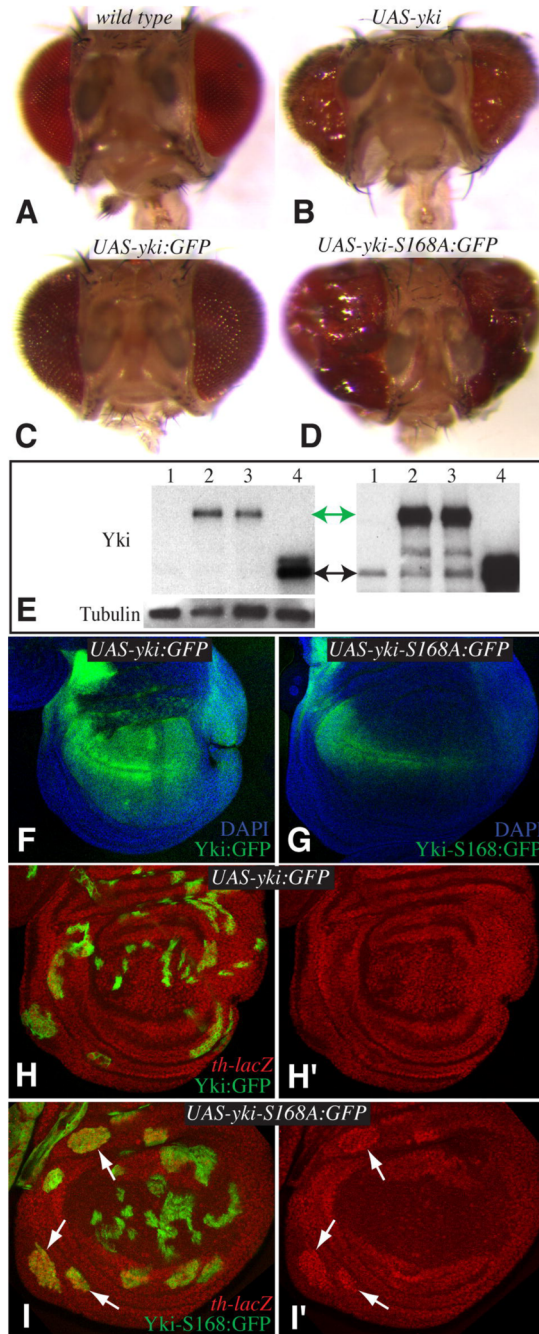 wild type
UAS-yki
A
B
UAS-yki:GFP
UAS-yki-S168A:GFP
C
D
1 2 3 4 1 2 3 4
Yki
E
Tubulin
UAS-yki:GFP
UAS-yki-S168A:GFP
F
DAPI
Yki:GFP
G
DAPI
Yki-S168:GFP
UAS-yki:GFP
H
th-lacZ
Yki:GFP
H'
UAS-yki-S168A:GFP
I
th-lacZ
Yki-S168:GFP
I'